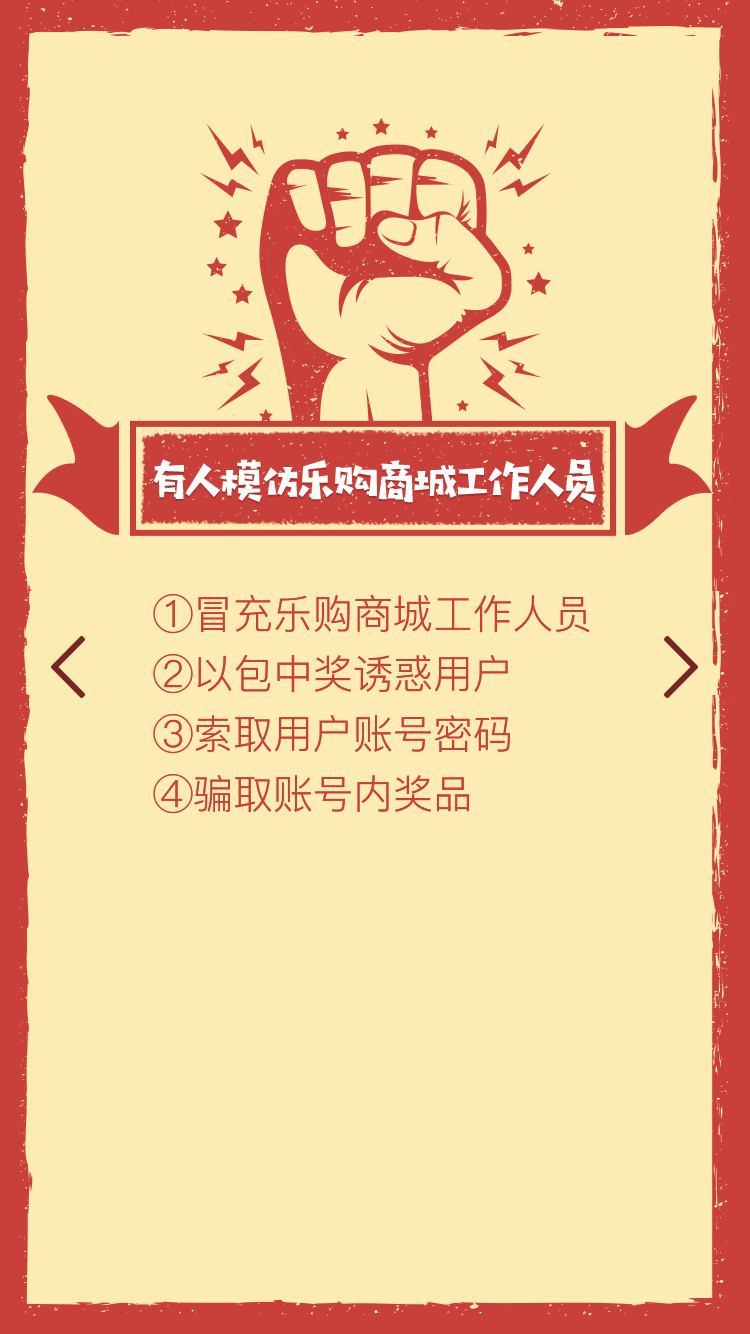 有人模仿乐购商城工作人员
①冒充乐购商城工作人员
②以包中奖诱惑用户
③索取用户账号密码
④骗取账号内奖品